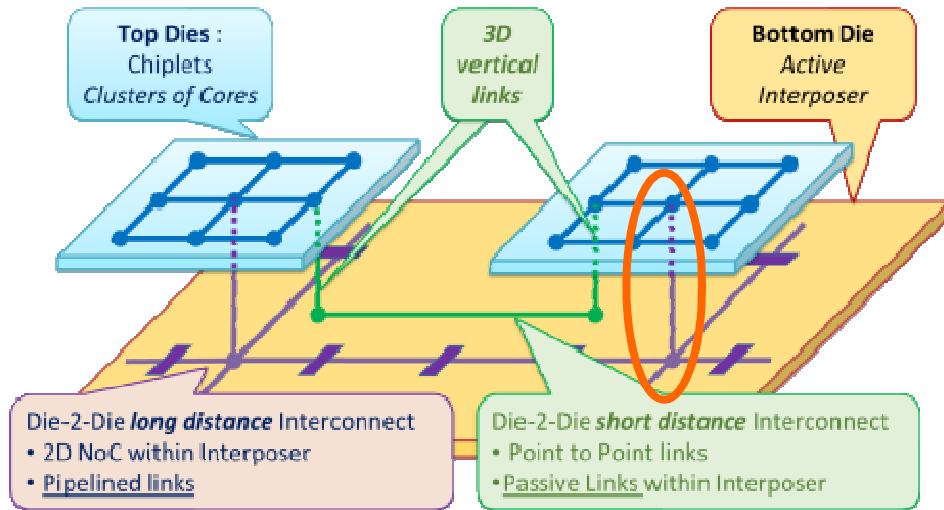 Top Dies :
Chiplets
Clusters of Cores
3D
vertical
links
Bottom Die
Active
Interposer
Die-2-Die long distance Interconnect
• 2D NoC within Interposer
• Pipelined links
Die-2-Die short distance Interconnect
• Point to Point links
•Passive Links within Interposer